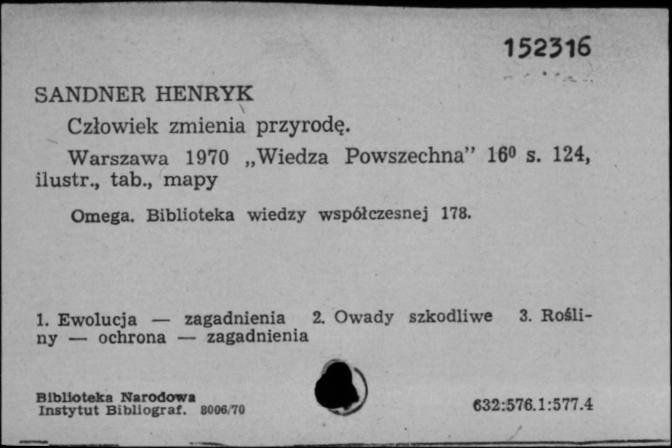 152316
SANDNER HENRYK
Człowiek zmienia przyrodę.
Warszawa 1970 „Wiedza Powszechna” 16⁰ s. 124,
ilustr., tab., mapy
Omega. Biblioteka wiedzy współczesnej 178.
1. Ewolucja — zagadnienia 2. Owady szkodliwe 3. Rośli-
ny — ochrona — zagadnienia
Biblioteka Narodowa
Instytut Bibliograf. 8006/70
632:576.1:577.4